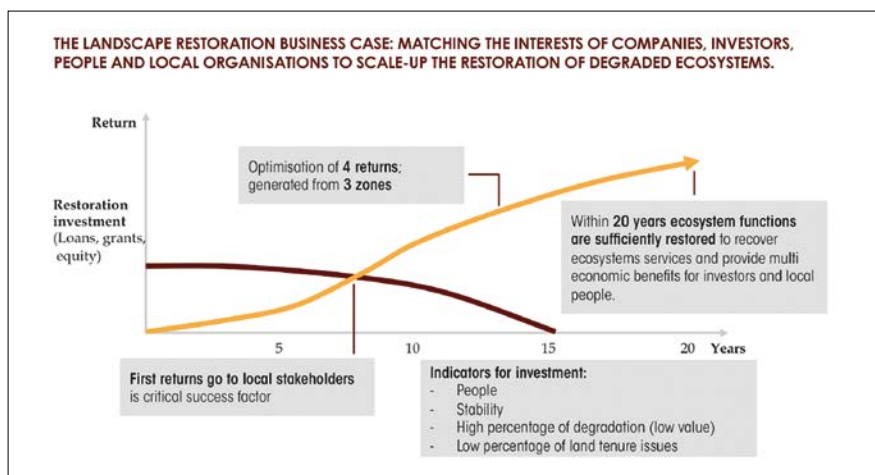 THE LANDSCAPE RESTORATION BUSINESS CASE: MATCHING THE INTERESTS OF COMPANIES, INVESTORS,
PEOPLE AND LOCAL ORGANISATIONS TO SCALE-UP THE RESTORATION OF DEGRADED ECOSYSTEMS.
Return
Optimisation of 4 returns;
generated from 3 zones
Restoration
investment
(Loans, grants,
equity)
Within 20 years ecosystem functions
are sufficiently restored to recover
ecosystems services and provide multi
economic benefits for investors and local
people.
5
10
15
20
Years
First returns go to local stakeholders
is critical success factor
Indicators for investment:
- People
- Stability
- High percentage of degradation (low value)
- Low percentage of land tenure issues